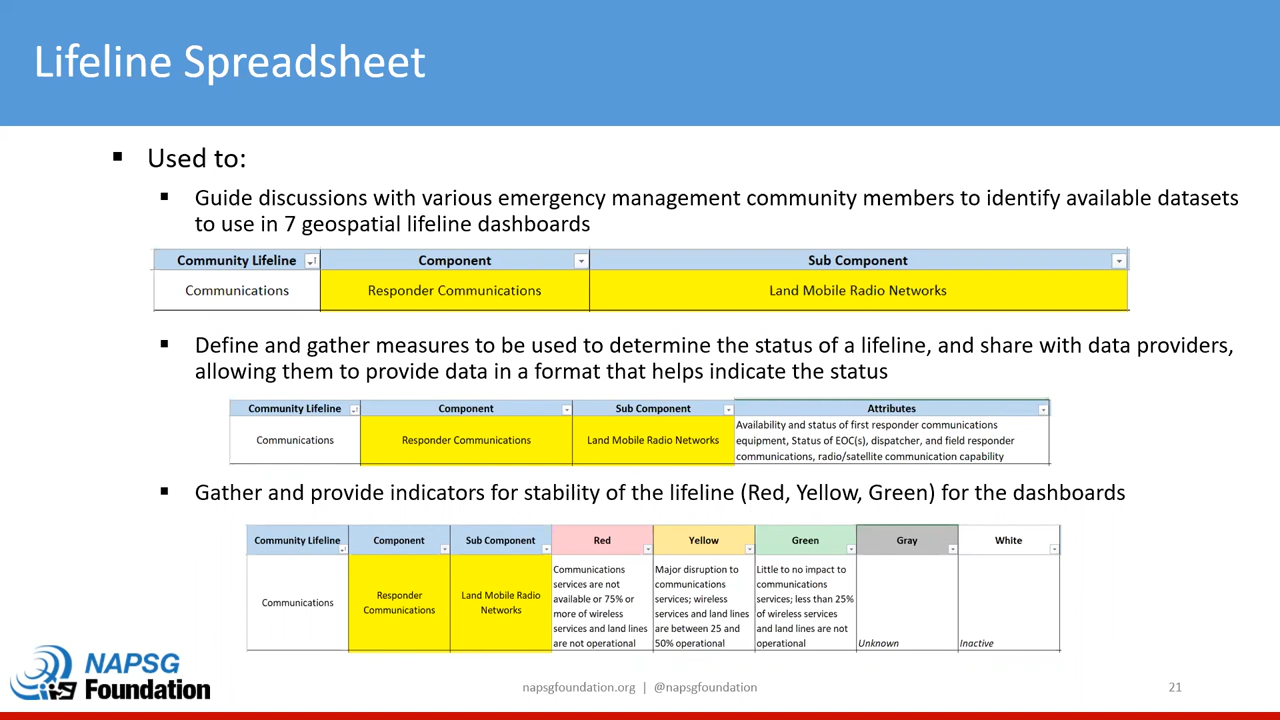 Lifeline Spreadsheet
Used to:
Guide discussions with various emergency management community members to identify available datasets
to use in 7 geospatial lifeline dashboards
Community Lifeline Component Sub Component
Communications Responder Communications Land Mobile Radio Networks
Define and gather measures to be used to determine the status of a lifeline, and share with data providers,
allowing them to provide data in a format that helps indicate the status
Community Lifeline Component Sub Component Attributes
Communications Responder Communications Land Mobile Radio Networks
Availability and status of first responder communications
equipment, Status of EOC(s), dispatcher, and field responder
communications, radio/satellite communication capability
Gather and provide indicators for stability of the lifeline (Red, Yellow, Green) for the dashboards
Community Lifeline Component Sub Component Red Yellow Green Gray White
Communications
Responder
Communications
Land Mobile Radio
Networks
Communications
services are not
available or 75% or
more of wireless
services and land lines
are not operational
Major disruption to
communications
services; wireless
services and land lines
are between 25 and
50% operational
Little to no impact to
communications
services; less than 25%
of wireless services
and land lines are not
operational
Unknown
Inactive
NAPSG
Foundation
napsgfoundation.org | @napsgfoundation
21